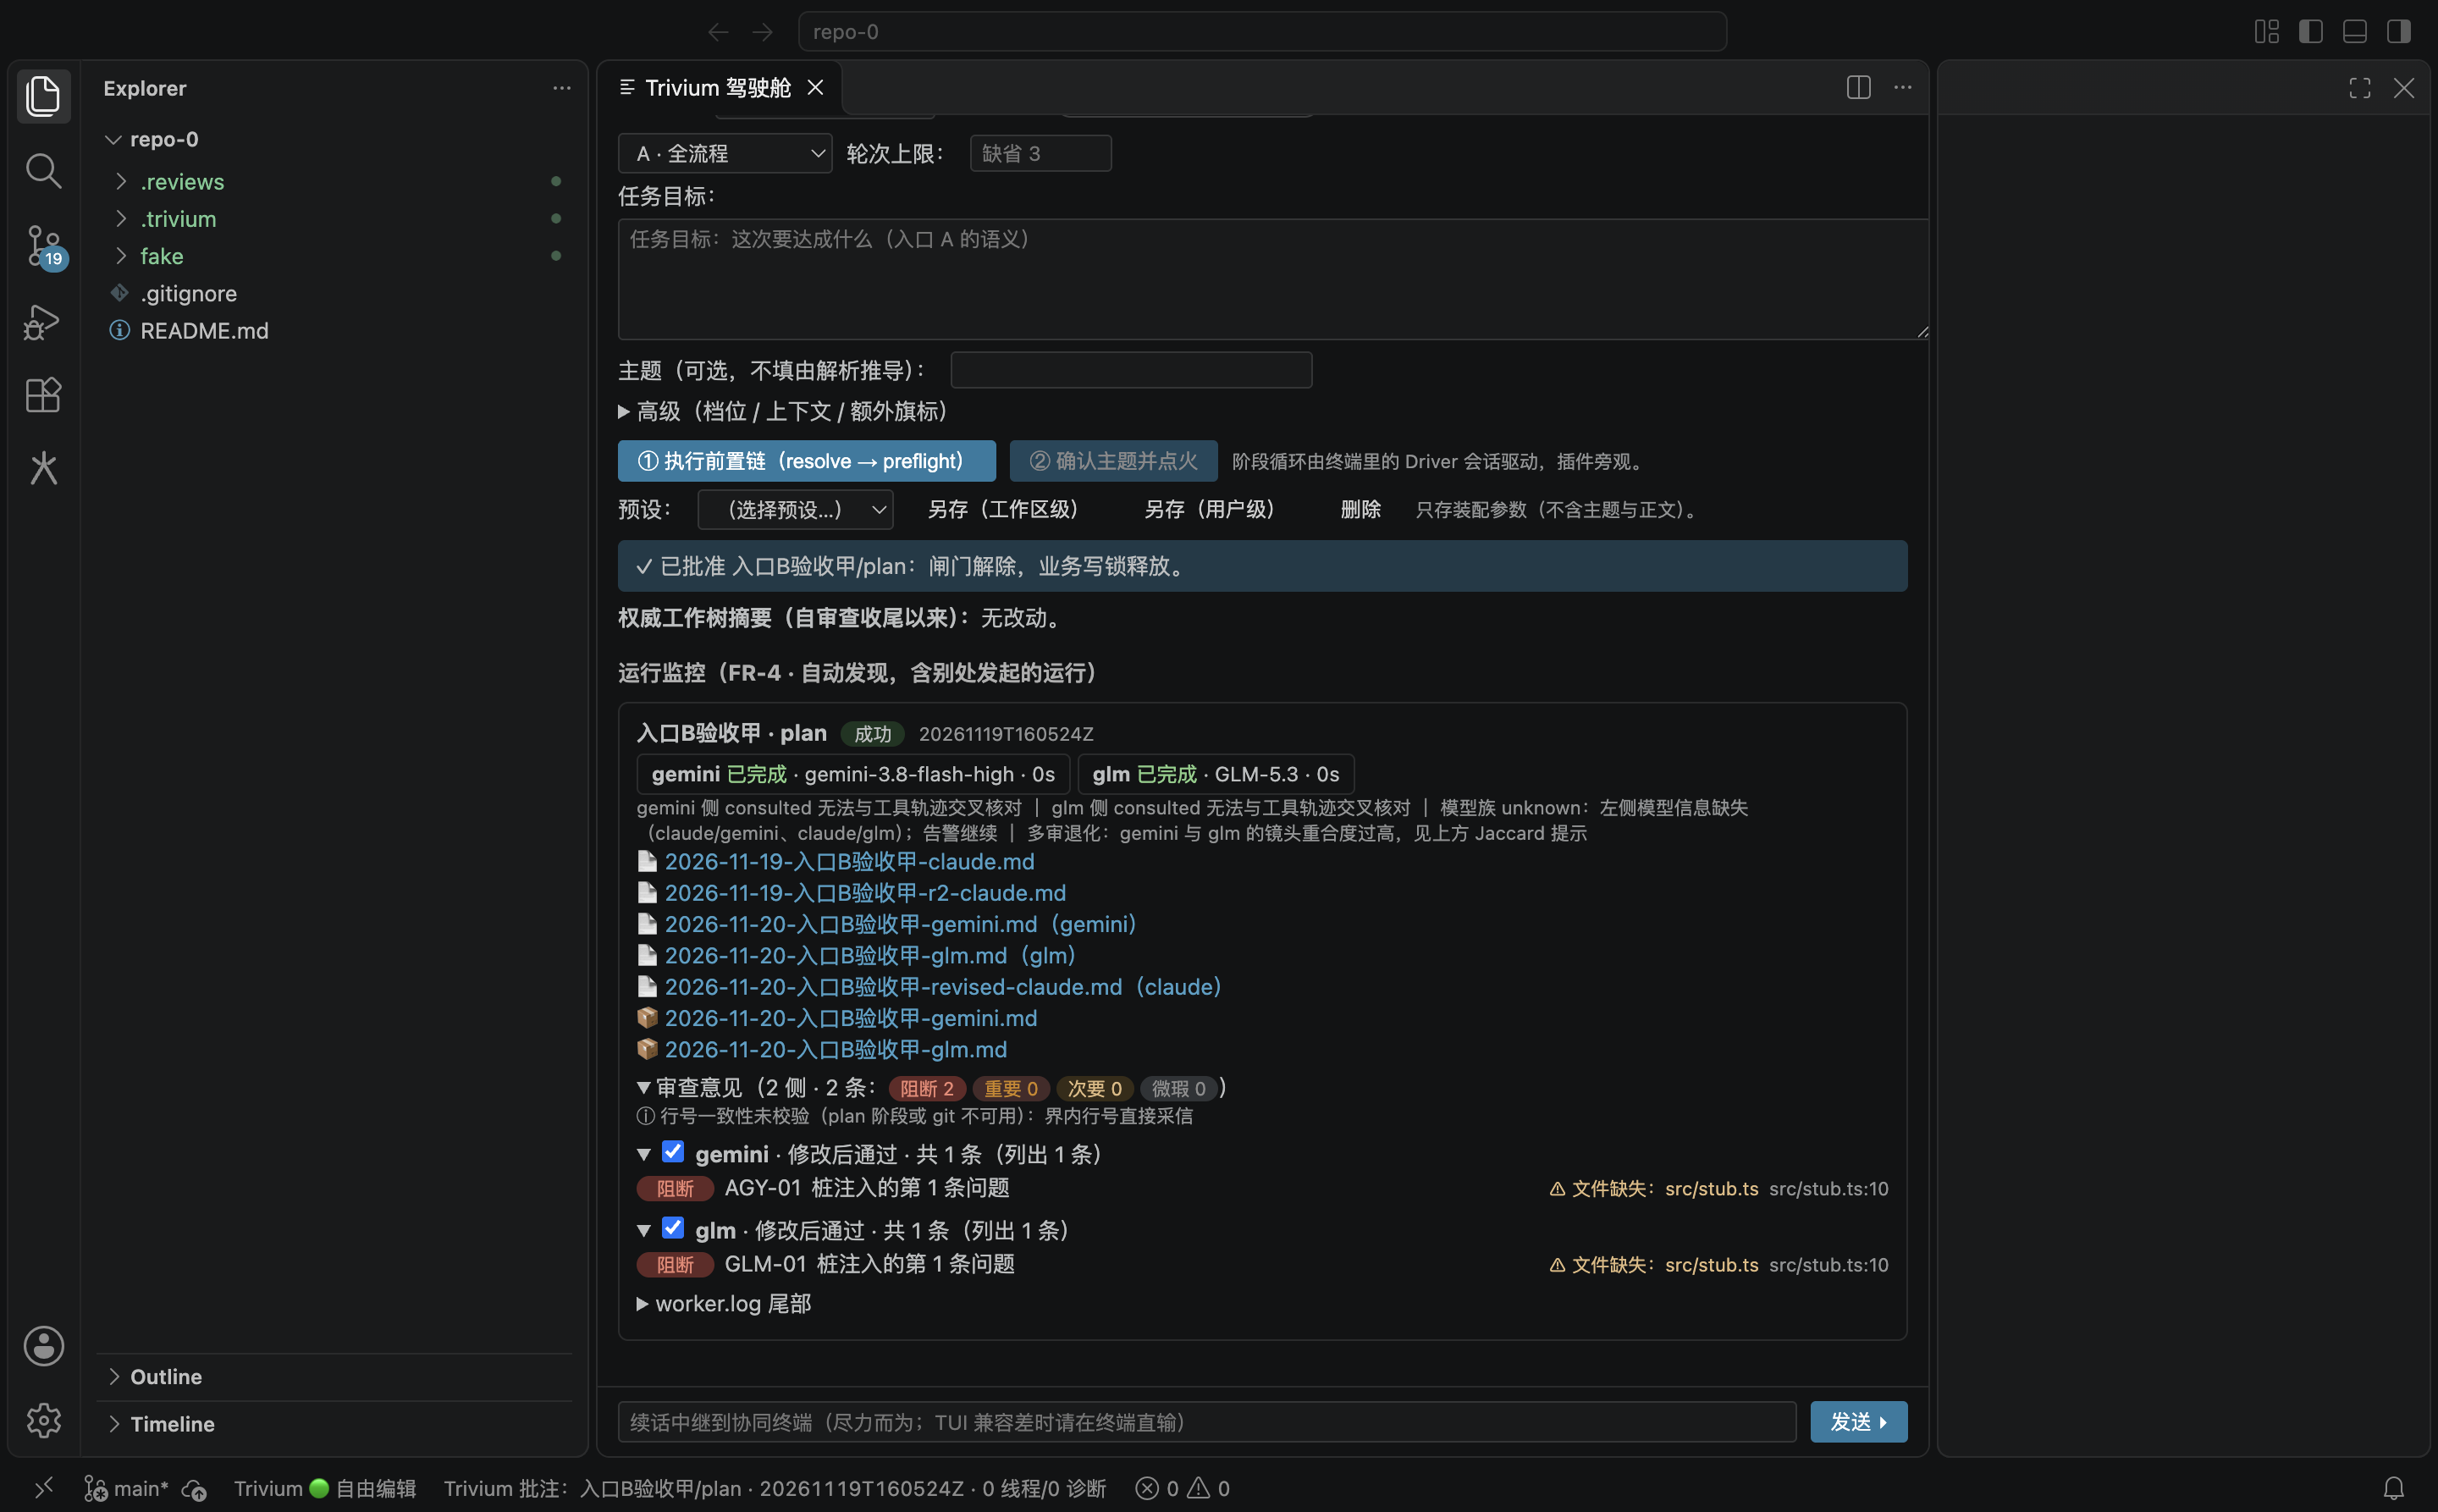 repo-0
Explorer
repo-0
.reviews
.trivium
fake
.gitignore
README.md
19
Outline
Timeline
Trivium 驾驶舱
A · 全流程 轮次上限： 缺省 3
任务目标：
任务目标：这次要达成什么（入口 A 的语义）
主题（可选，不填由解析推导）：
高级（档位 / 上下文 / 额外旗标）
① 执行前置链（resolve → preflight） ② 确认主题并点火 阶段循环由终端里的 Driver 会话驱动，插件旁观。
预设： （选择预设...） 另存（工作区级） 另存（用户级） 删除 只存装配参数（不含主题与正文）。
✓ 已批准 入口B验收甲/plan：闸门解除，业务写锁释放。
权威工作树摘要（自审查收尾以来）：无改动。
运行监控（FR-4 · 自动发现，含别处发起的运行）
入口B验收甲 · plan 成功 20261119T160524Z
gemini 已完成 · gemini-3.8-flash-high · 0s glm 已完成 · GLM-5.3 · 0s
gemini 侧 consulted 无法与工具轨迹交叉核对 ｜ glm 侧 consulted 无法与工具轨迹交叉核对 ｜ 模型族 unknown：左侧模型信息缺失
（claude/gemini、claude/glm）；告警继续 ｜ 多审退化：gemini 与 glm 的镜头重合度过高，见上方 Jaccard 提示
2026-11-19-入口B验收甲-claude.md
2026-11-19-入口B验收甲-r2-claude.md
2026-11-20-入口B验收甲-gemini.md（gemini）
2026-11-20-入口B验收甲-glm.md（glm）
2026-11-20-入口B验收甲-revised-claude.md（claude）
2026-11-20-入口B验收甲-gemini.md
2026-11-20-入口B验收甲-glm.md
审查意见（2 侧 · 2 条： 阻断 2 重要 0 次要 0 微瑕 0 ）
ⓘ 行号一致性未校验（plan 阶段或 git 不可用）：界内行号直接采信
gemini · 修改后通过 · 共 1 条（列出 1 条）
阻断 AGY-01 桩注入的第 1 条问题 ⚠ 文件缺失：src/stub.ts src/stub.ts:10
glm · 修改后通过 · 共 1 条（列出 1 条）
阻断 GLM-01 桩注入的第 1 条问题 ⚠ 文件缺失：src/stub.ts src/stub.ts:10
worker.log 尾部
续话中继到协同终端（尽力而为；TUI 兼容差时请在终端直输） 发送
main* Trivium 自由编辑 Trivium 批注：入口B验收甲/plan · 20261119T160524Z · 0 线程/0 诊断 0 0